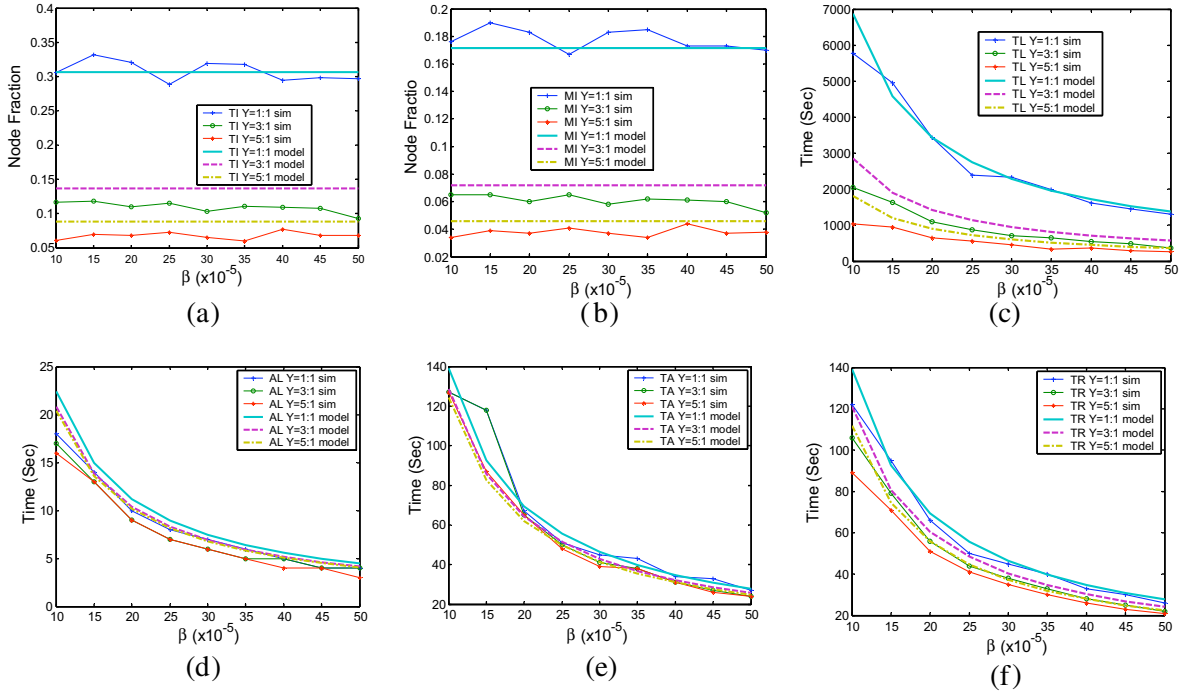 0.4
0.35
0.3
0.25
0.2
0.15
0.1
0.05
Node Fraction
TI Y=1:1 sim
TI Y=3:1 sim
TI Y=5:1 sim
TI Y=1:1 model
TI Y=3:1 model
TI Y=5:1 model
10 15 20 25 30 35 40 45 50
β (x10-5)
(a)
0.2
0.18
0.16
0.14
0.12
0.1
0.08
0.06
0.04
0.02
Node Fractio
MI Y=1:1 sim
MI Y=3:1 sim
MI Y=5:1 sim
MI Y=1:1 model
MI Y=3:1 model
MI Y=5:1 model
10 15 20 25 30 35 40 45 50
β (x10-5)
(b)
7000
6000
5000
4000
3000
2000
1000
0
Time (Sec)
TL Y=1:1 sim
TL Y=3:1 sim
TL Y=5:1 sim
TL Y=1:1 model
TL Y=3:1 model
TL Y=5:1 model
10 15 20 25 30 35 40 45 50
β (x10-5)
(c)
25
20
15
10
5
0
Time (Sec)
AL Y=1:1 sim
AL Y=3:1 sim
AL Y=5:1 sim
AL Y=1:1 model
AL Y=3:1 model
AL Y=5:1 model
10 15 20 25 30 35 40 45 50
β (x10-5)
(d)
140
120
100
80
60
40
20
Time (Sec)
TA Y=1:1 sim
TA Y=3:1 sim
TA Y=5:1 sim
TA Y=1:1 model
TA Y=3:1 model
TA Y=5:1 model
10 15 20 25 30 35 40 45 50
β (x10-5)
(e)
140
120
100
80
60
40
20
Time (Sec)
TR Y=1:1 sim
TR Y=3:1 sim
TR Y=5:1 sim
TR Y=1:1 model
TR Y=3:1 model
TR Y=5:1 model
10 15 20 25 30 35 40 45 50
β (x10-5)
(f)